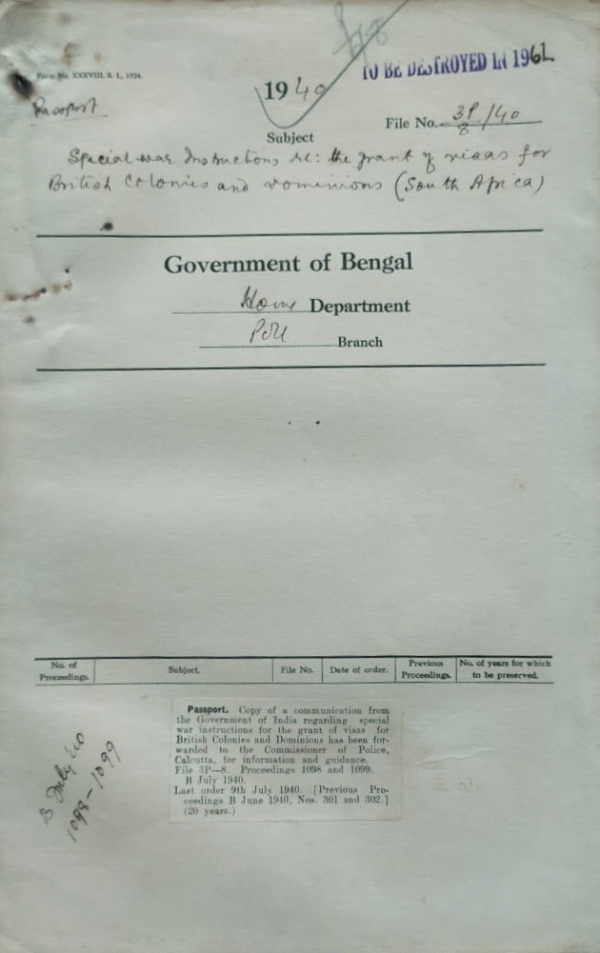 Form No. XXXVIII, S. L., 1924.
TO BE DESTROYED IN 1961
Passport
1940
File No. 3P/8/40
Subject
Special war Instructions re: the grant of visas for
British Colonies and Dominions (South Africa)
Government of Bengal
Home Department
Poll Branch
No. of Proceedings. Subject. File No. Date of order. Previous Proceedings. No. of years for which to be preserved.
Passport. Copy of a communication from
the Government of India regarding special
war instructions for the grant of visas for
British Colonies and Dominions has been for-
warded to the Commissioner of Police,
Calcutta, for information and guidance.
File 3P—8. Proceedings 1098 and 1099.
B July 1940.
Last order 9th July 1940. [Previous Pro-
ceedings B June 1940, Nos. 301 and 302.]
(20 years.)
B July '40
1098-1099